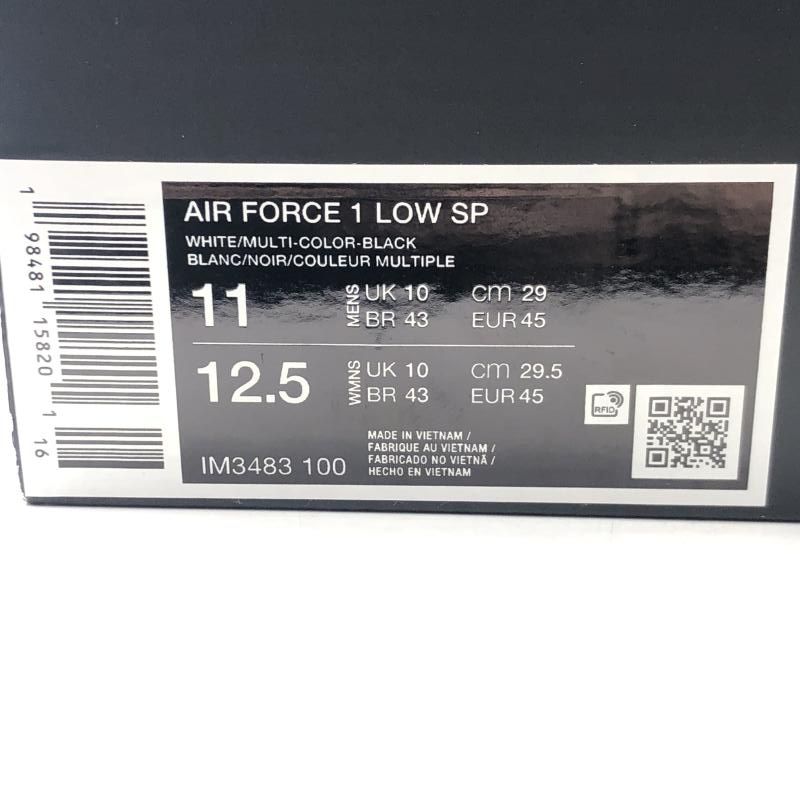 AIR FORCE 1 LOW SP
WHITE/MULTI-COLOR-BLACK
BLANC/NOIR/COULEUR MULTIPLE
11 MENS UK 10 cm 29
BR 43 EUR 45
12.5 WMNS UK 10 cm 29.5
BR 43 EUR 45
RFID
IM3483 100
MADE IN VIETNAM /
FABRIQUE AU VIETNAM /
FABRICADO NO VIETNÃ /
HECHO EN VIETNAM
1 98481 15820 1 16